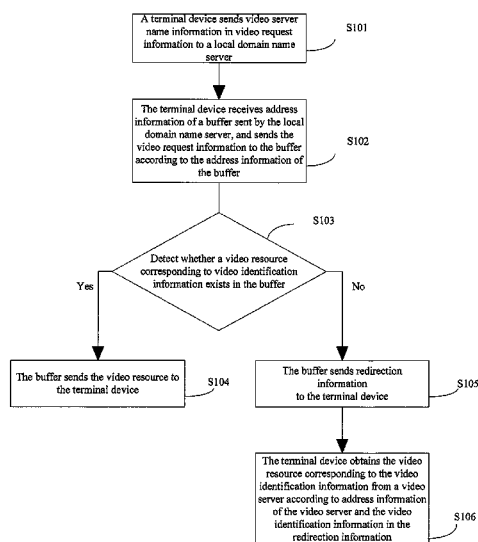 A terminal device sends video server
name information in video request
information to a local domain name
server
S101
The terminal device receives address
information of a buffer sent by the local
domain name server, and sends the
video request information to the buffer
according to the address information of
the buffer
S102
S103
Detect whether a video resource
corresponding to video identification
information exists in the buffer
Yes
No
The buffer sends the video resource to
the terminal device
S104
The buffer sends redirection
information
to the terminal device
S105
The terminal device obtains the video
resource corresponding to the video
identification information from a video
server according to address information
of the video server and the video
identification information in the
redirection information
S106